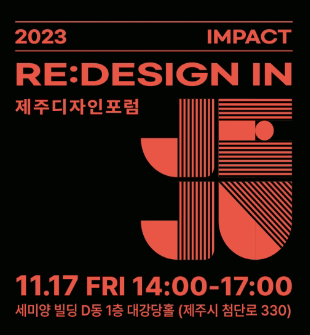 2023 IMPACT
RE:DESIGN IN
제주디자인포럼
11.17 FRI 14:00-17:00
세미양 빌딩 D동 1층 대강당홀 (제주시 첨단로 330)